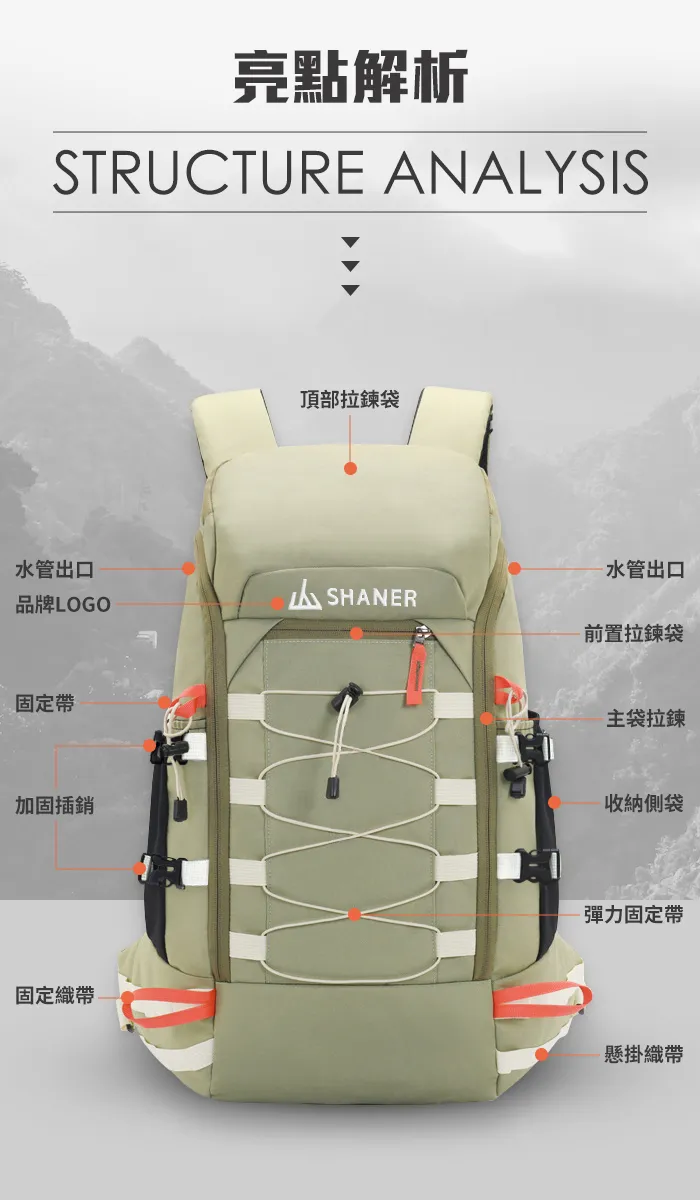 亮點解析
STRUCTURE ANALYSIS
頂部拉鍊袋
水管出口
水管出口
品牌LOGO
SHANER
前置拉鍊袋
固定帶
主袋拉鍊
加固插銷
收納側袋
彈力固定帶
固定織帶
懸掛織帶